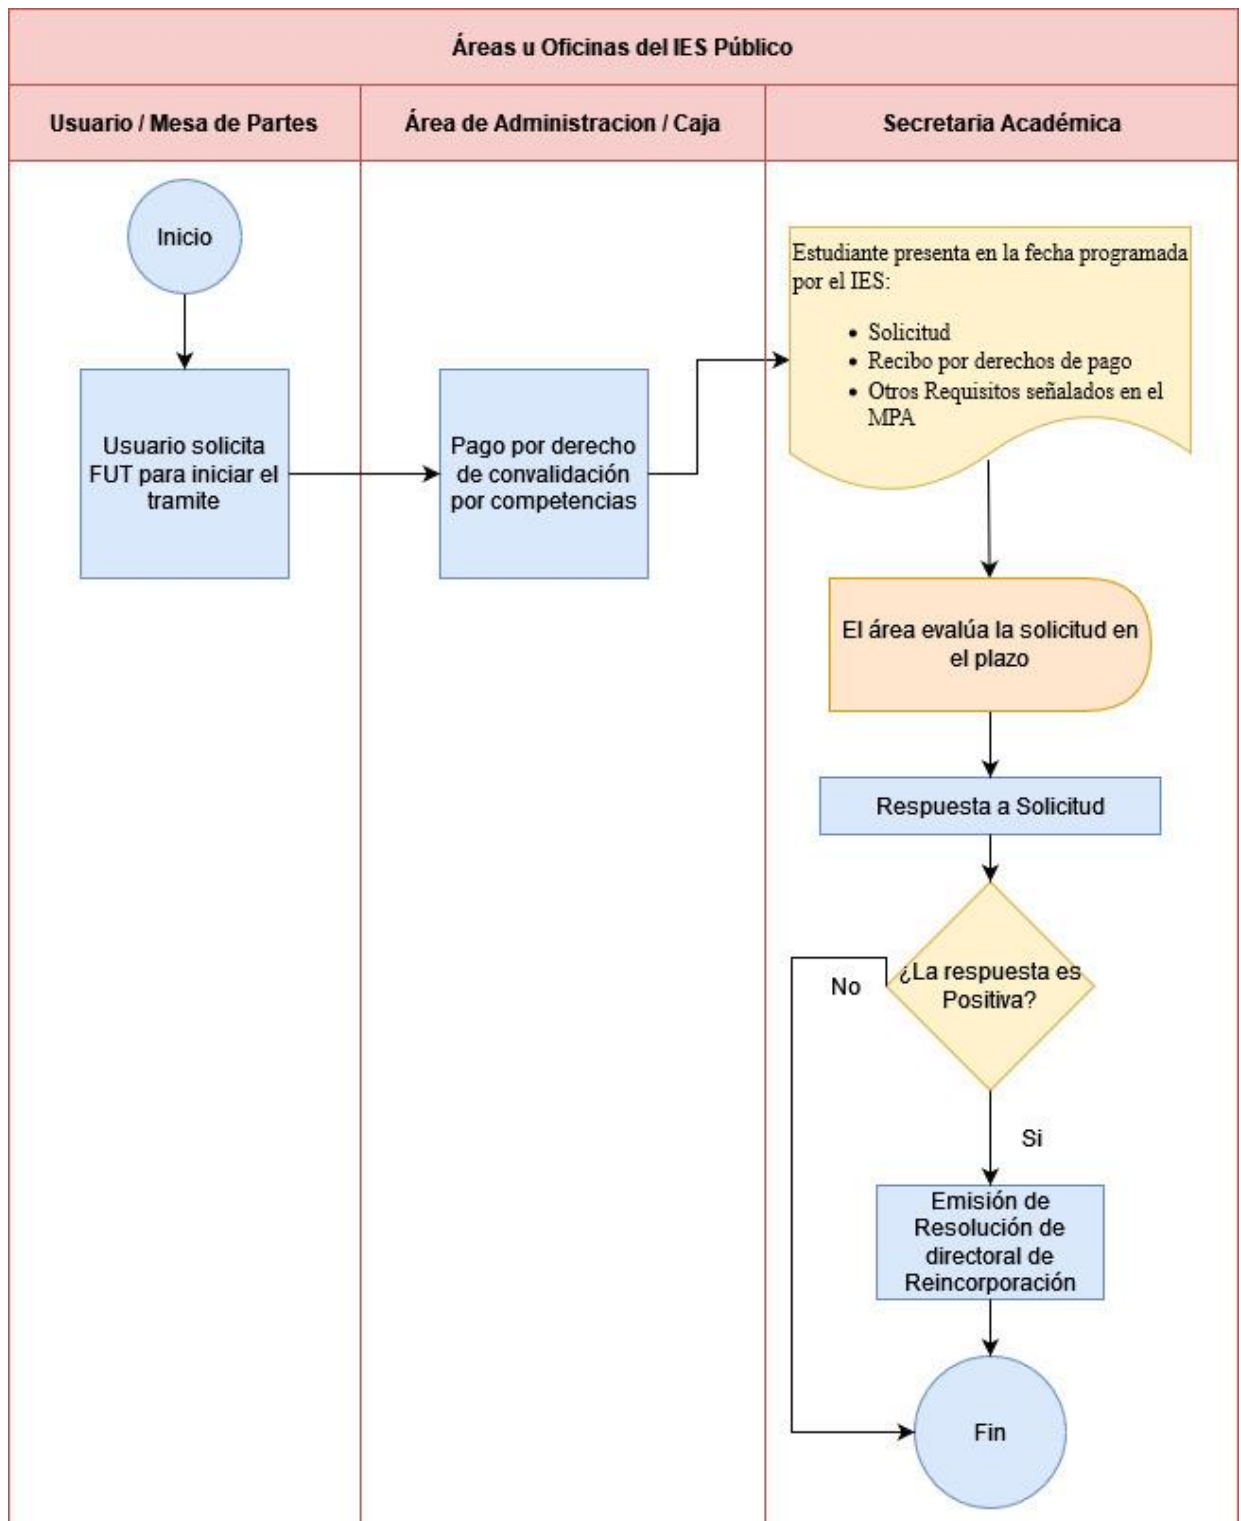 Áreas u Oficinas del IES Público
Usuario / Mesa de Partes
Área de Administracion / Caja
Secretaria Académica
Inicio
Usuario solicita
FUT para iniciar el
tramite
Pago por derecho
de convalidación
por competencias
Estudiante presenta en la fecha programada
por el IES:
• Solicitud
• Recibo por derechos de pago
• Otros Requisitos señalados en el
MPA
El área evalúa la solicitud en
el plazo
Respuesta a Solicitud
¿La respuesta es
Positiva?
No
Si
Emisión de
Resolución de
directoral de
Reincorporación
Fin